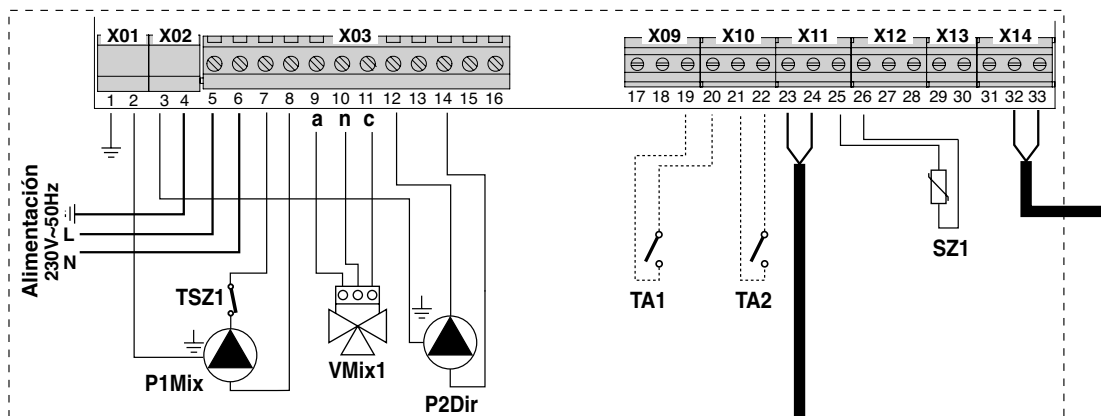 X01 X02 X03 X09 X10 X11 X12 X13 X14
1 2 3 4 5 6 7 8 9 10 11 12 13 14 15 16 17 18 19 20 21 22 23 24 25 26 27 28 29 30 31 32 33
a n c
Alimentación
230V~50Hz
L
N
TSZ1
P1Mix
VMix1
P2Dir
TA1
TA2
SZ1